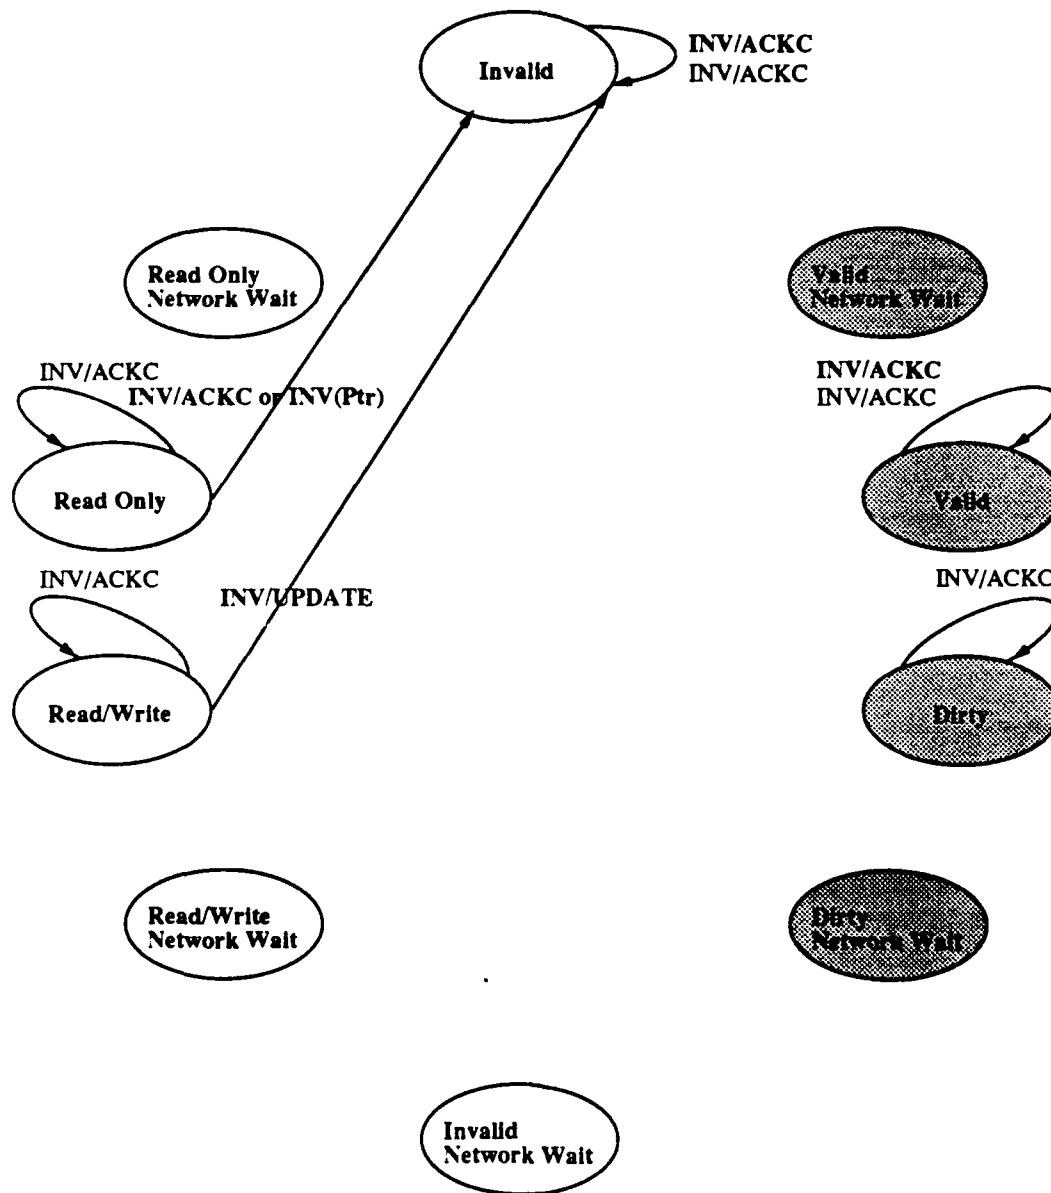 Invalid
INV/ACKC
INV/ACKC
Read Only
Network Wait
Valid
Network Wait
INV/ACKC
INV/ACKC or INV(Ptr)
INV/ACKC
INV/ACKC
Read Only
Valid
INV/ACKC
INV/UPDATE
INV/ACKC
Read/Write
Dirty
Read/Write
Network Wait
Dirty
Network Wait
Invalid
Network Wait